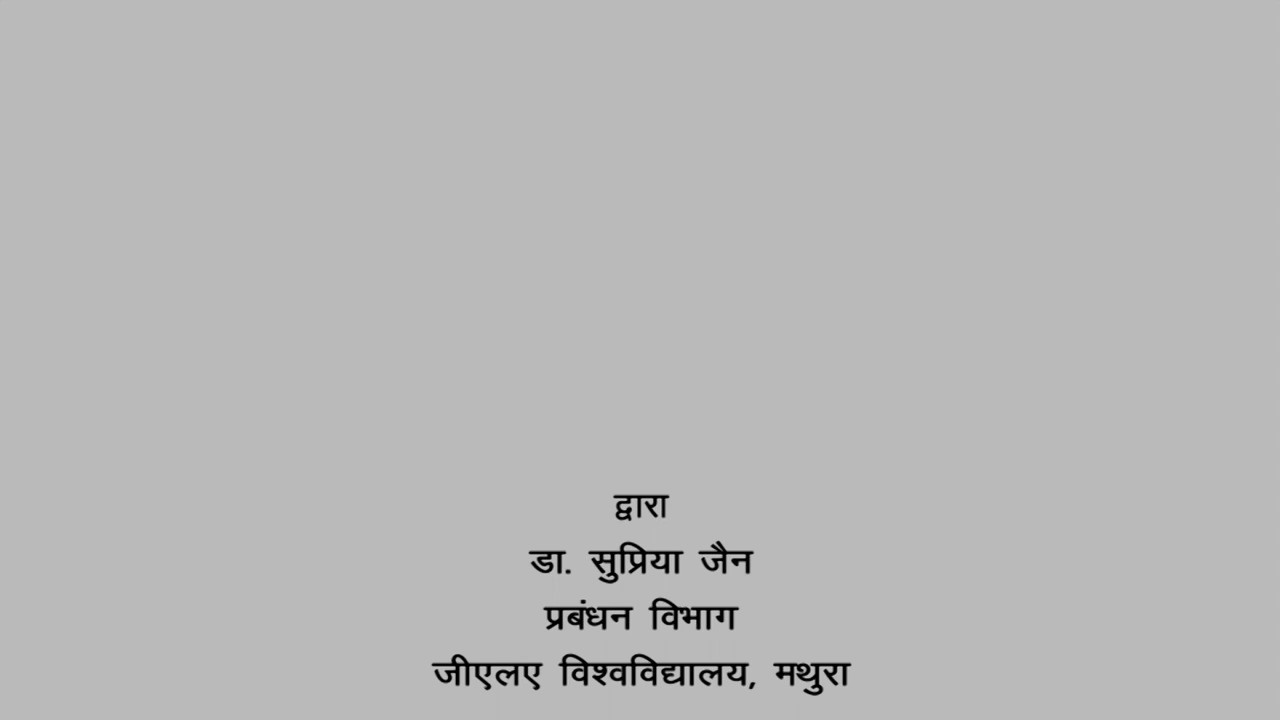 द्वारा
डा. सुप्रिया जैन
प्रबंधन विभाग
जीएलए विश्वविद्यालय, मथुरा